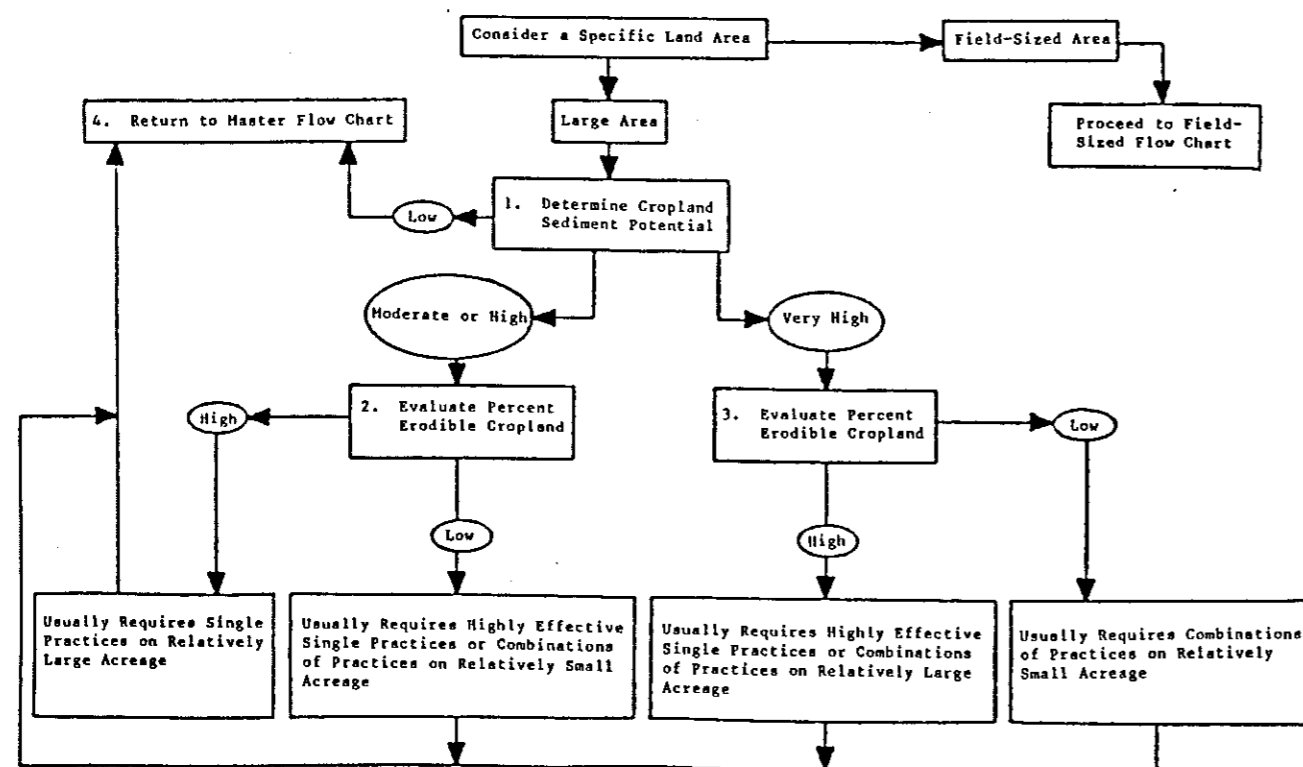 Consider a Specific Land Area
Field-Sized Area
4. Return to Master Flow Chart
Large Area
Proceed to Field-
Sized Flow Chart
1. Determine Cropland
Sediment Potential
Low
Moderate or High
Very High
2. Evaluate Percent
Erodible Cropland
High
3. Evaluate Percent
Erodible Cropland
Low
Low
High
Usually Requires Single
Practices on Relatively
Large Acreage
Usually Requires Highly Effective
Single Practices or Combinations
of Practices on Relatively Small
Acreage
Usually Requires Highly Effective
Single Practices or Combinations
of Practices on Relatively Large
Acreage
Usually Requires Combinations
of Practices on Relatively
Small Acreage